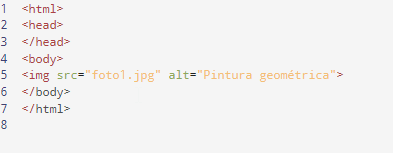 1 <html>
2 <head>
3 </head>
4 <body>
5 <img src="foto1.jpg" alt="Pintura geométrica">
6 </body>
7 </html>
8